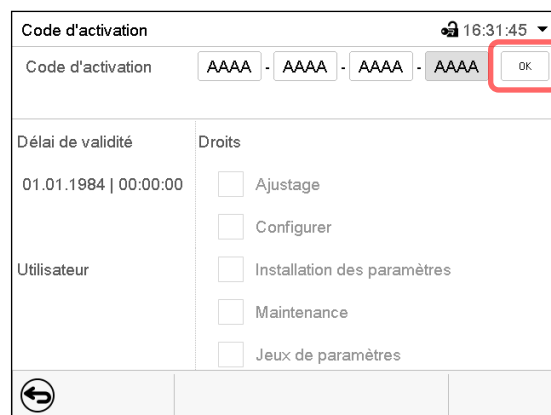 Code d'activation 16:31:45
Code d'activation AAAA - AAAA - AAAA - AAAA OK
Délai de validité Droits
01.01.1984 | 00:00:00 Ajustage
Configurer
Utilisateur Installation des paramètres
Maintenance
Jeux de paramètres